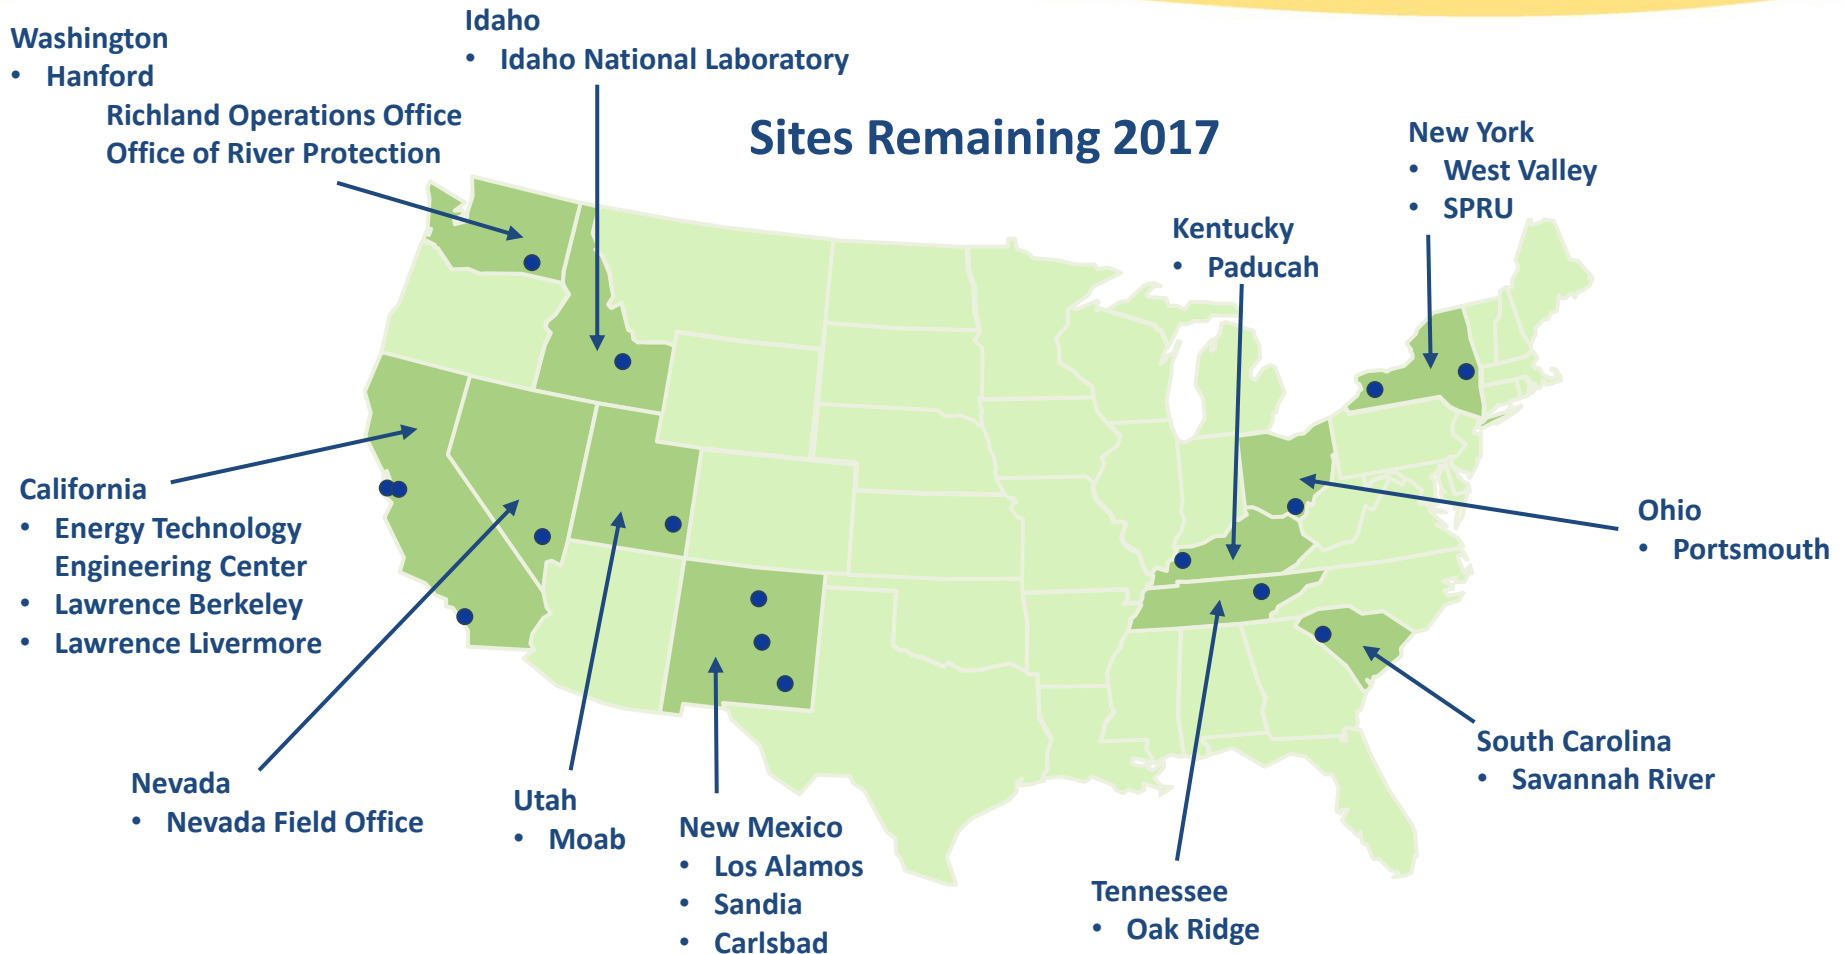 Washington
• Hanford
Richland Operations Office
Office of River Protection
Idaho
• Idaho National Laboratory
Sites Remaining 2017
New York
• West Valley
• SPRU
Kentucky
• Paducah
California
• Energy Technology
Engineering Center
• Lawrence Berkeley
• Lawrence Livermore
Ohio
• Portsmouth
Nevada
• Nevada Field Office
Utah
• Moab
New Mexico
• Los Alamos
• Sandia
• Carlsbad
Tennessee
• Oak Ridge
South Carolina
• Savannah River